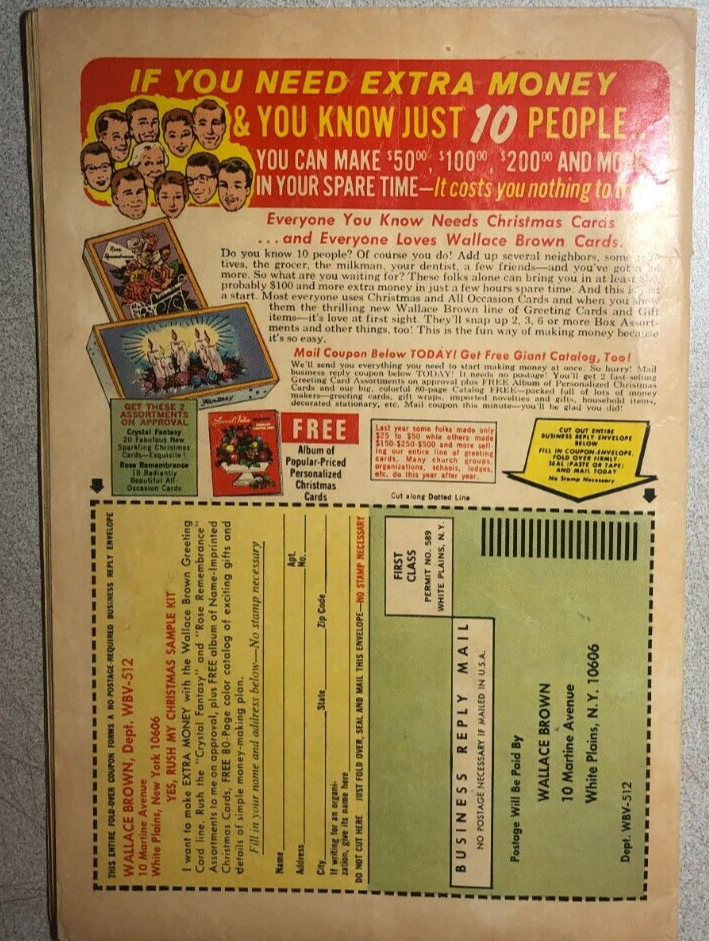 IF YOU NEED EXTRA MONEY
& YOU KNOW JUST 10 PEOPLE..
YOU CAN MAKE $50⁰⁰, $100⁰⁰, $200⁰⁰ AND
IN YOUR SPARE TIME—It costs you nothing to
Everyone You Know Needs Christmas Cards
...and Everyone Loves Wallace Brown Cards.
Do you know 10 people? Of course you do! Add up several neighbors, some
tives, the grocer, the milkman, your dentist, a few friends—and you've got
more. So what are you waiting for? These folks alone can bring you in at least
probably $100 and more extra money in just a few hours spare time. And this is
a start. Most everyone uses Christmas and All Occasion Cards and when you show
them the thrilling new Wallace Brown line of Greeting Cards and Gift
items—it's love at first sight. They'll snap up 2, 3, 6 or more Box Assort-
ments and other things, too! This is the fun way of making money because
it's so easy.
Mail Coupon Below TODAY! Get Free Giant Catalog, Too!
We'll send you everything you need to start making money at once. So hurry! Mail
business reply coupon below TODAY! It needs no postage! You'll get 2 fast-selling
Greeting Card Assortments on approval plus FREE Album of Personalized Christmas
Cards and our big, colorful 80-page Catalog FREE—packed full of lots of money
makers—greeting cards, gift wraps, imported novelties and gifts, household items,
decorated stationary, etc. Mail coupon this minute—you'll be glad you did!
Rose
Remembrance
Fantasy
GET THESE 2
ASSORTMENTS
ON APPROVAL
Crystal Fantasy
20 Fabulous New
Sparkling Christmas
Cards—Exquisite!
Rose Remembrance
18 Radiantly
Beautiful All-
Occasion Cards
FREE
Album of
Popular-Priced
Personalized
Christmas
Cards
Last year some folks made only
$25 to $50 while others made
$150-$250-$500 and more sell-
ing our entire line of greeting
cards. Many church groups,
organizations, schools, lodges,
etc. do this year after year.
CUT OUT ENTIRE
BUSINESS REPLY ENVELOPE
BELOW
FILL IN COUPON-ENVELOPE,
FOLD OVER FIRMLY
SEAL (PASTE OR TAPE)
AND MAIL TODAY
No Stamp Necessary
Cut along Dotted Line
THIS ENTIRE FOLD-OVER COUPON FORMS A NO-POSTAGE-REQUIRED BUSINESS REPLY ENVELOPE
WALLACE BROWN, Dept. WBV-512
10 Martine Avenue
White Plains, New York 10606
YES, RUSH MY CHRISTMAS SAMPLE KIT
I want to make EXTRA MONEY with the Wallace Brown Greeting
Card line. Rush the "Crystal Fantasy" and "Rose Remembrance"
Assortments to me on approval, plus FREE album of Name-Imprinted
Christmas Cards, FREE 80-Page color catalog of exciting gifts and
details of simple money-making plan.
Fill in your name and address below—No stamp necessary
Name
Address Apt. No.
City State Zip Code
If writing for an organi-
zation, give its name here
DO NOT CUT HERE JUST FOLD OVER, SEAL AND MAIL THIS ENVELOPE—NO STAMP NECESSARY
FIRST
CLASS
PERMIT NO. 589
WHITE PLAINS, N.Y.
BUSINESS REPLY MAIL
NO POSTAGE NECESSARY IF MAILED IN U.S.A.
Postage Will Be Paid By
WALLACE BROWN
10 Martine Avenue
White Plains, N.Y. 10606
Dept. WBV-512